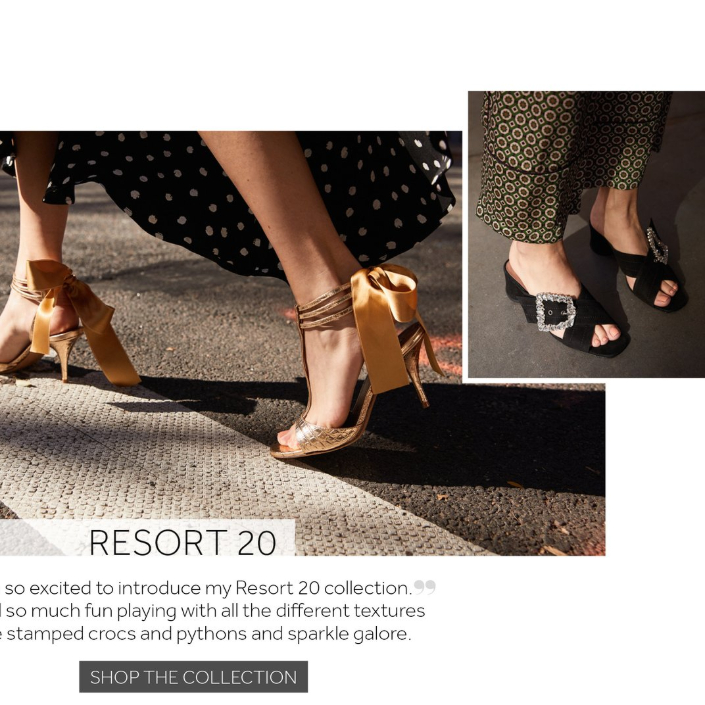 RESORT 20
so excited to introduce my Resort 20 collection.”
so much fun playing with all the different textures
stamped crocs and pythons and sparkle galore.
SHOP THE COLLECTION